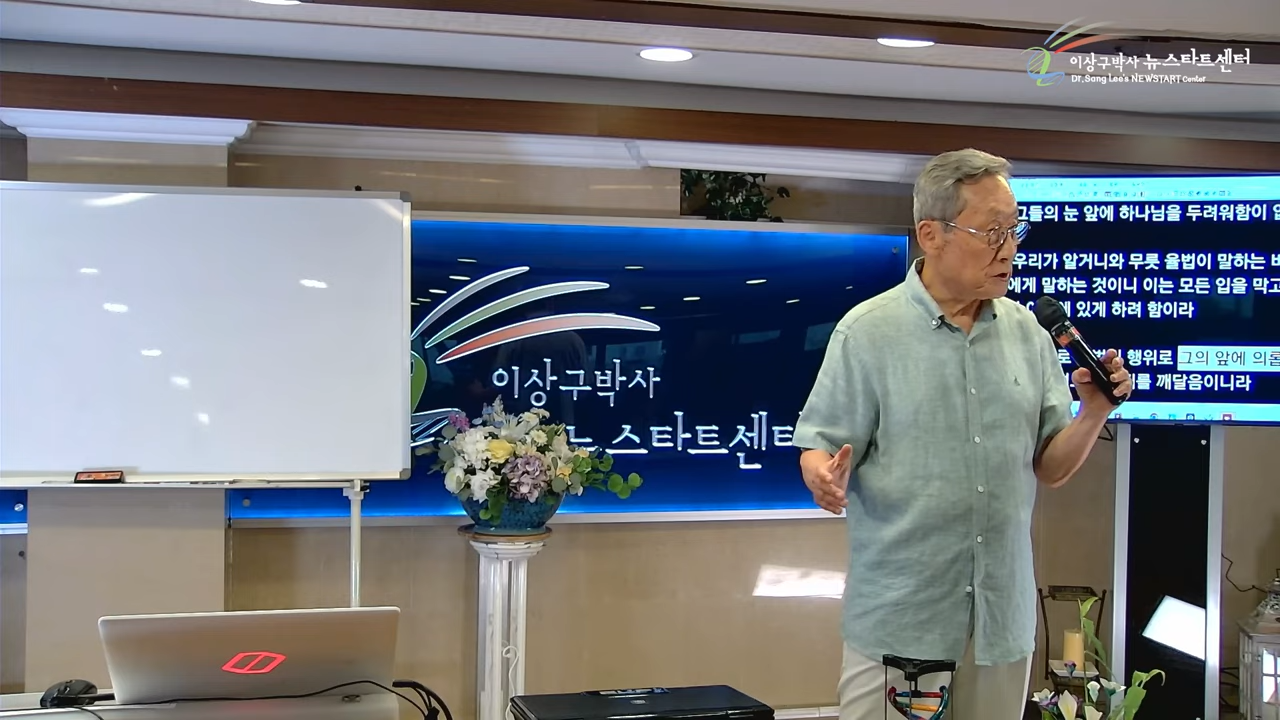 이상구박사 뉴스타트센터
Dr. Sang Lee's NEWSTART Center
그들의 눈 앞에 하나님을 두려워함이
우리가 알거니와 무릇 율법이 말하는
에게 말하는 것이니 이는 모든 입을 막고
에 있게 하려 함이라
행위로 그의 앞에
를 깨달음이니라
이상구박사
뉴스타트센터